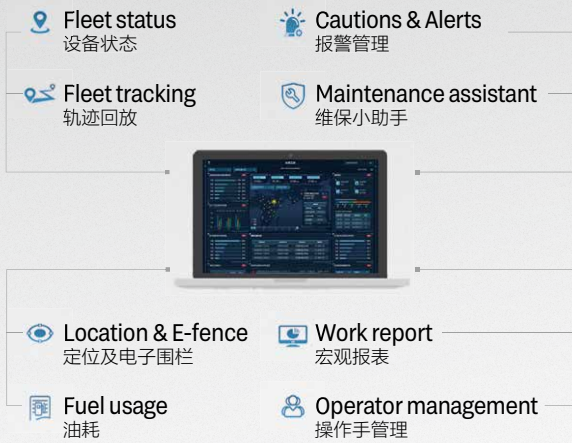 Fleet status
设备状态
Cautions & Alerts
报警管理
Fleet tracking
轨迹回放
Maintenance assistant
维保小助手
Location & E-fence
定位及电子围栏
Work report
宏观报表
Fuel usage
油耗
Operator management
操作手管理